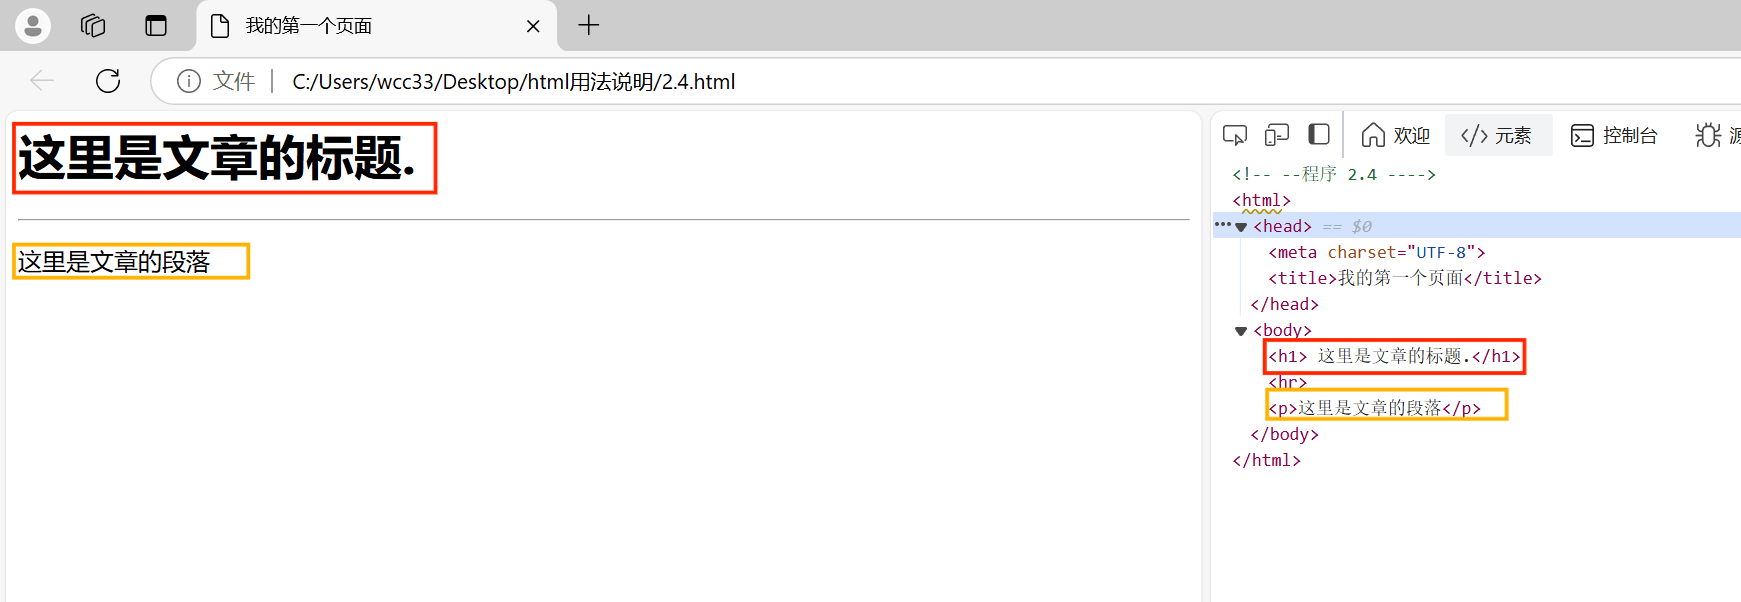 我的第一个页面
文件
C:/Users/wcc33/Desktop/html用法说明/2.4.html
这里是文章的标题.
这里是文章的段落
欢迎 </> 元素 控制台 源
<!-- --程序 2.4 ---->
<html>
<head> == $0
<meta charset="UTF-8">
<title>我的第一个页面</title>
</head>
<body>
<h1> 这里是文章的标题.</h1>
<hr>
<p>这里是文章的段落</p>
</body>
</html>